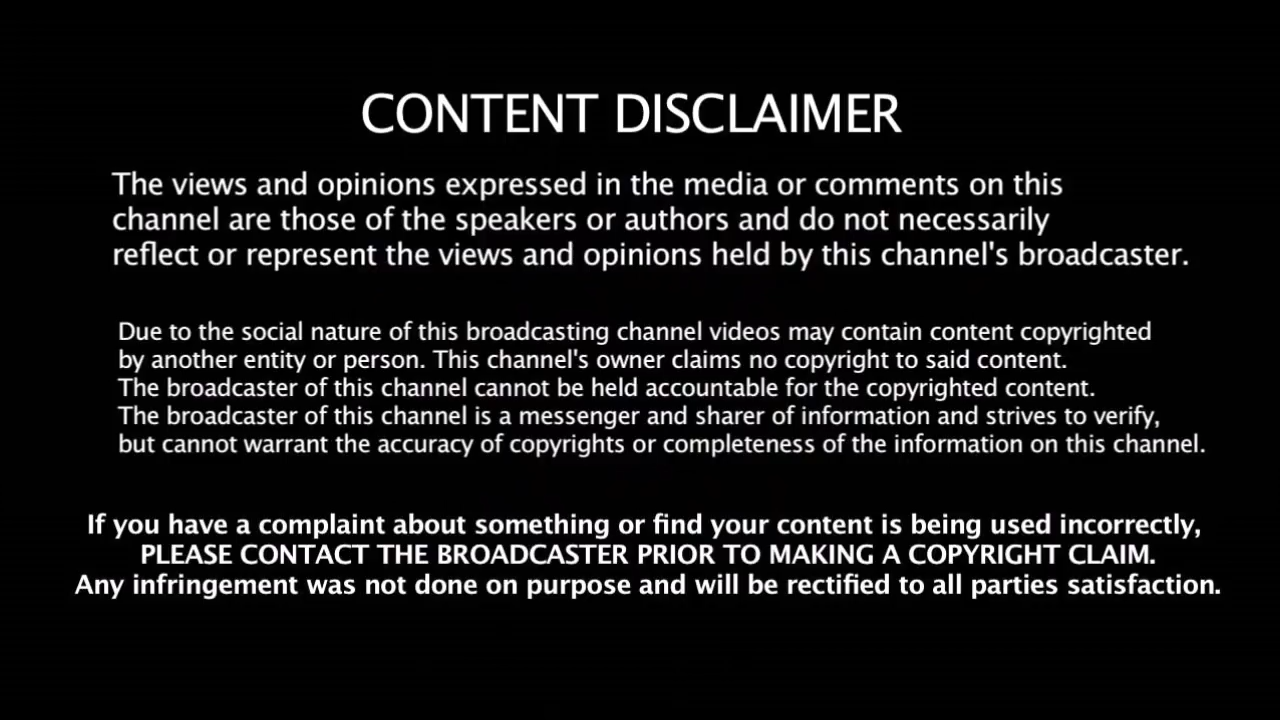 CONTENT DISCLAIMER
The views and opinions expressed in the media or comments on this
channel are those of the speakers or authors and do not necessarily
reflect or represent the views and opinions held by this channel's broadcaster.
Due to the social nature of this broadcasting channel videos may contain content copyrighted
by another entity or person. This channel's owner claims no copyright to said content.
The broadcaster of this channel cannot be held accountable for the copyrighted content.
The broadcaster of this channel is a messenger and sharer of information and strives to verify,
but cannot warrant the accuracy of copyrights or completeness of the information on this channel.
If you have a complaint about something or find your content is being used incorrectly,
PLEASE CONTACT THE BROADCASTER PRIOR TO MAKING A COPYRIGHT CLAIM.
Any infringement was not done on purpose and will be rectified to all parties satisfaction.